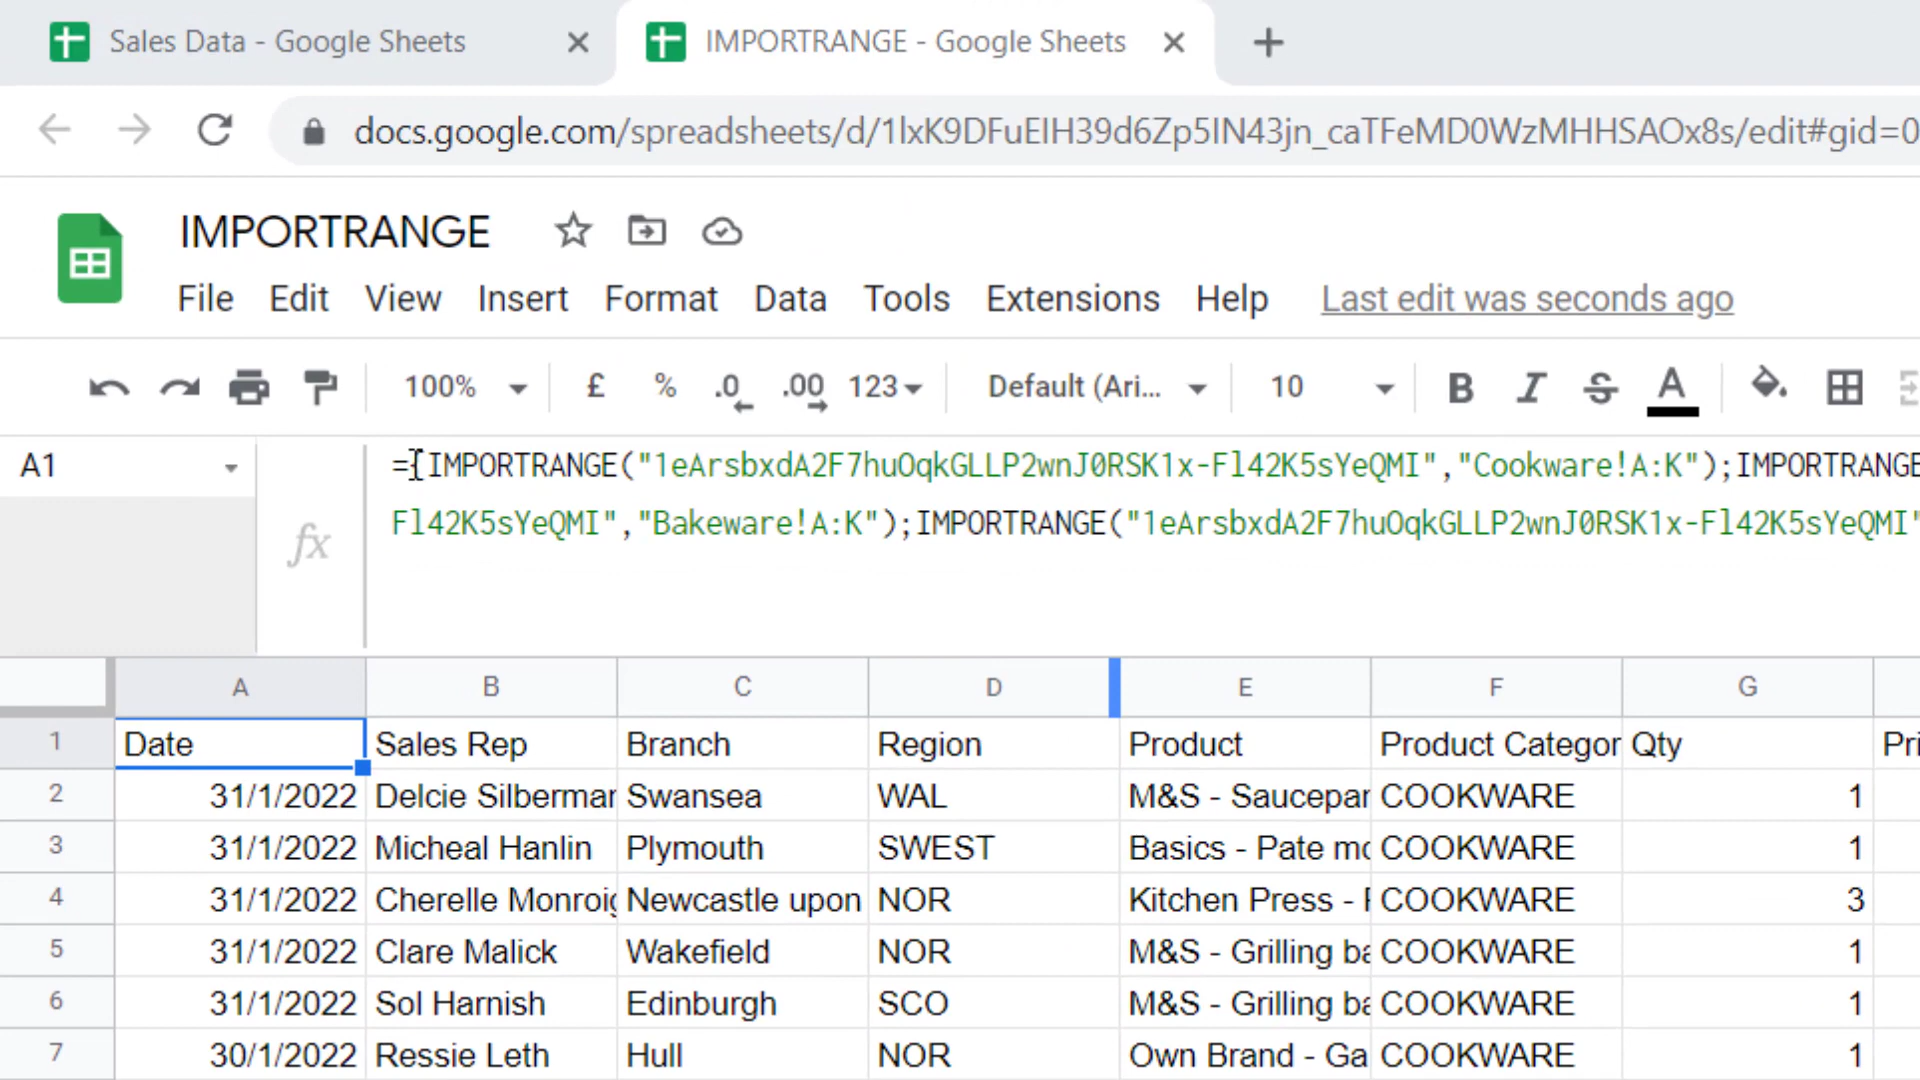 Sales Data - Google Sheets
IMPORTRANGE - Google Sheets
docs.google.com/spreadsheets/d/1lxK9DFuEIH39d6Zp5IN43jn_caTFeMD0WzMHHSAOx8s/edit#gid=0
IMPORTRANGE
File Edit View Insert Format Data Tools Extensions Help Last edit was seconds ago
100% £ % .0 .00 123 Default (Ari... 10 B I S A
A1 ={IMPORTRANGE("1eArsbxdA2F7huOqkGLLP2wnJ0RSK1x-Fl42K5sYeQMI","Cookware!A:K");IMPORTRANGE
fx Fl42K5sYeQMI","Bakeware!A:K");IMPORTRANGE("1eArsbxdA2F7huOqkGLLP2wnJ0RSK1x-Fl42K5sYeQMI"
A B C D E F G
1 Date Sales Rep Branch Region Product Product Categor Qty Pri
2 31/1/2022 Delcie Silberman Swansea WAL M&S - Saucepan COOKWARE 1
3 31/1/2022 Micheal Hanlin Plymouth SWEST Basics - Pate mo COOKWARE 1
4 31/1/2022 Cherelle Monroig Newcastle upon NOR Kitchen Press - COOKWARE 3
5 31/1/2022 Clare Malick Wakefield NOR M&S - Grilling ba COOKWARE 1
6 31/1/2022 Sol Harnish Edinburgh SCO M&S - Grilling ba COOKWARE 1
7 30/1/2022 Ressie Leth Hull NOR Own Brand - Ga COOKWARE 1